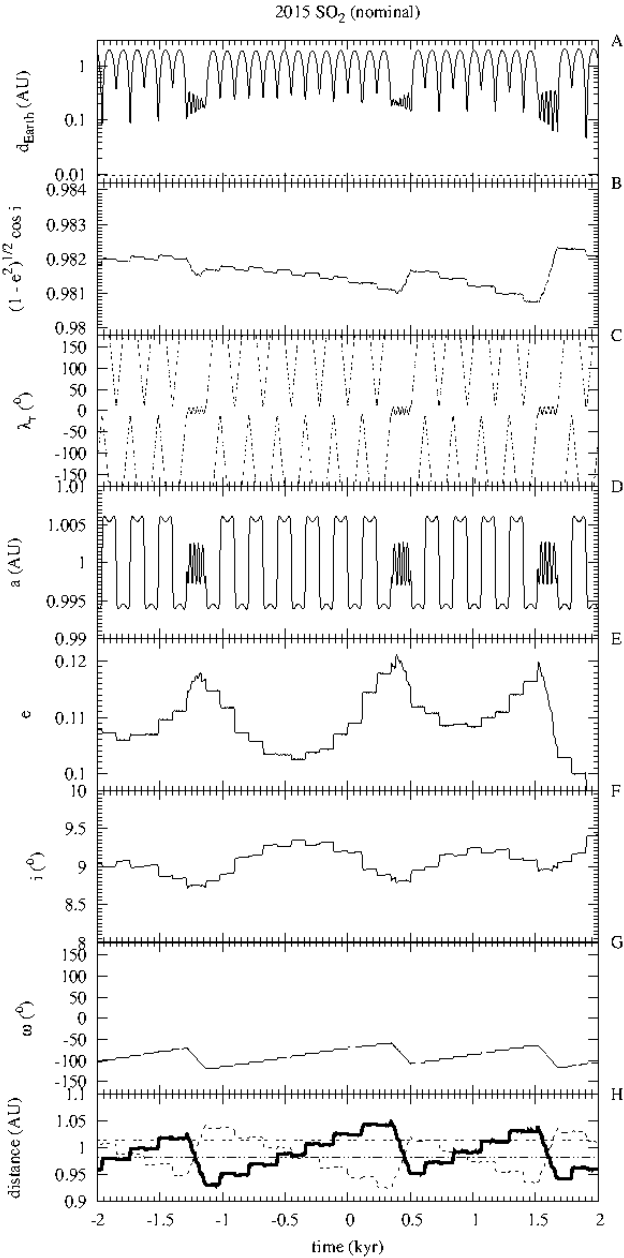 2015 SO₂ (nominal)
A
1
0.1
0.01
d_Earth (AU)
B
0.984
0.983
0.982
0.981
0.98
(1 - e²)^1/2 cos i
C
150
100
50
0
-50
-100
-150
λ_r (°)
D
1.01
1.005
1
0.995
0.99
a (AU)
E
0.12
0.11
0.1
e
F
10
9.5
9
8.5
8
i (°)
G
150
100
50
0
-50
-100
-150
ω (°)
H
1.1
1.05
1
0.95
0.9
distance (AU)
-2 -1.5 -1 -0.5 0 0.5 1 1.5 2
time (kyr)